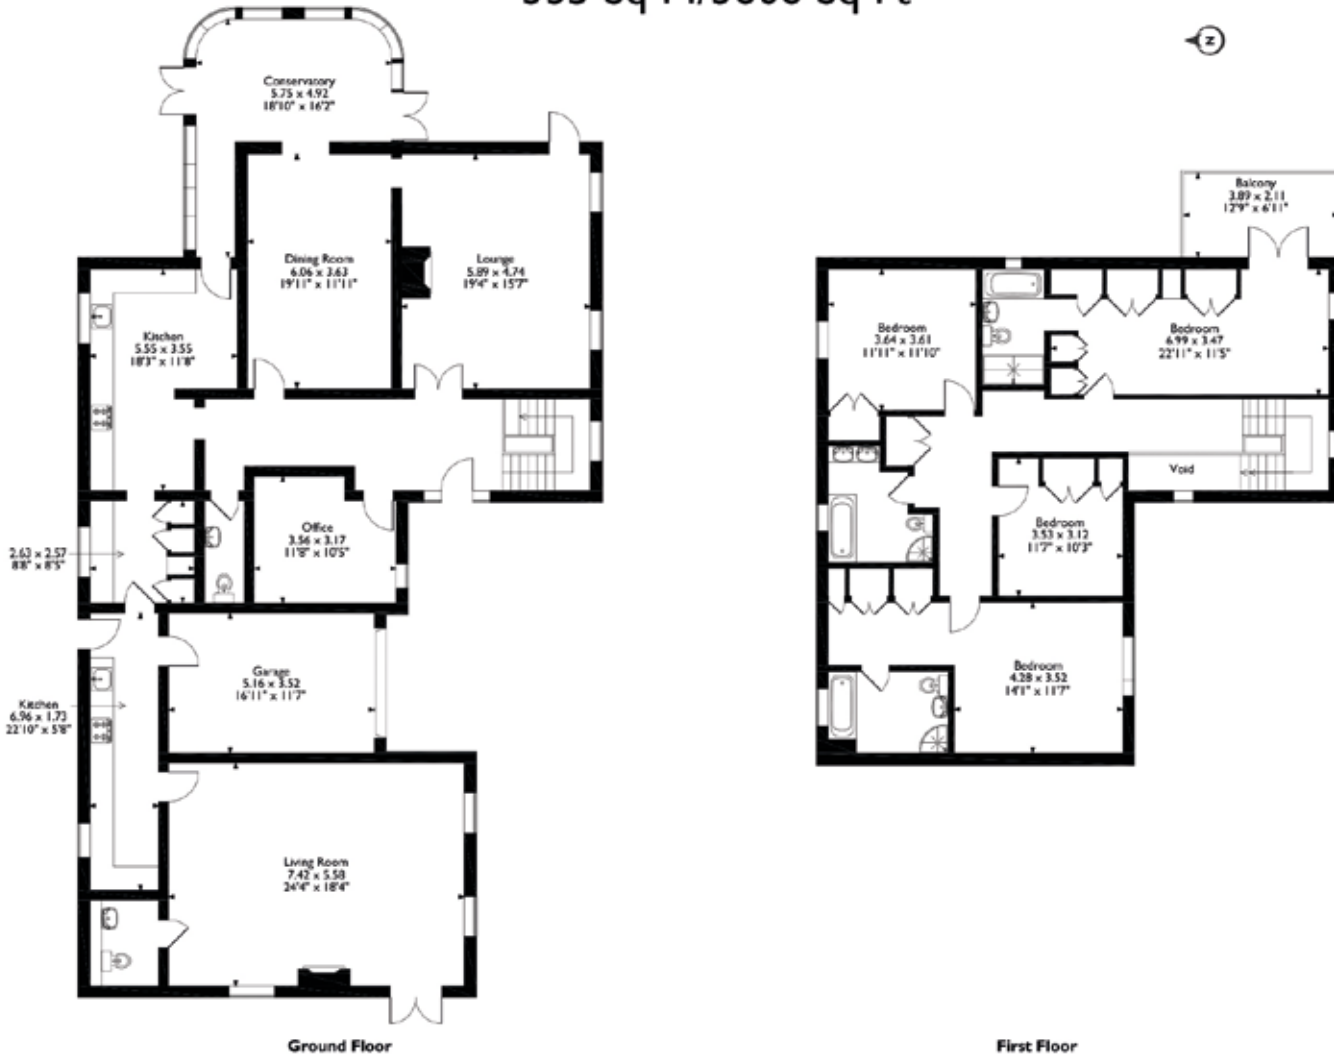 Z
Conservatory
5.75 x 4.92
18'10" x 16'2"
Balcony
3.89 x 2.11
12'9" x 6'11"
Dining Room
6.06 x 3.63
19'11" x 11'11"
Lounge
5.89 x 4.74
19'4" x 15'7"
Kitchen
5.55 x 3.55
18'3" x 11'8"
Bedroom
3.64 x 3.61
11'11" x 11'10"
Bedroom
6.99 x 3.47
22'11" x 11'5"
Void
Office
3.56 x 3.17
11'8" x 10'5"
Bedroom
3.53 x 3.12
11'7" x 10'3"
2.63 x 2.57
8'8" x 8'5"
Garage
5.16 x 3.52
16'11" x 11'7"
Kitchen
6.96 x 1.73
22'10" x 5'8"
Bedroom
4.28 x 3.52
14'1" x 11'7"
Living Room
7.42 x 5.58
24'4" x 18'4"
Ground Floor
First Floor